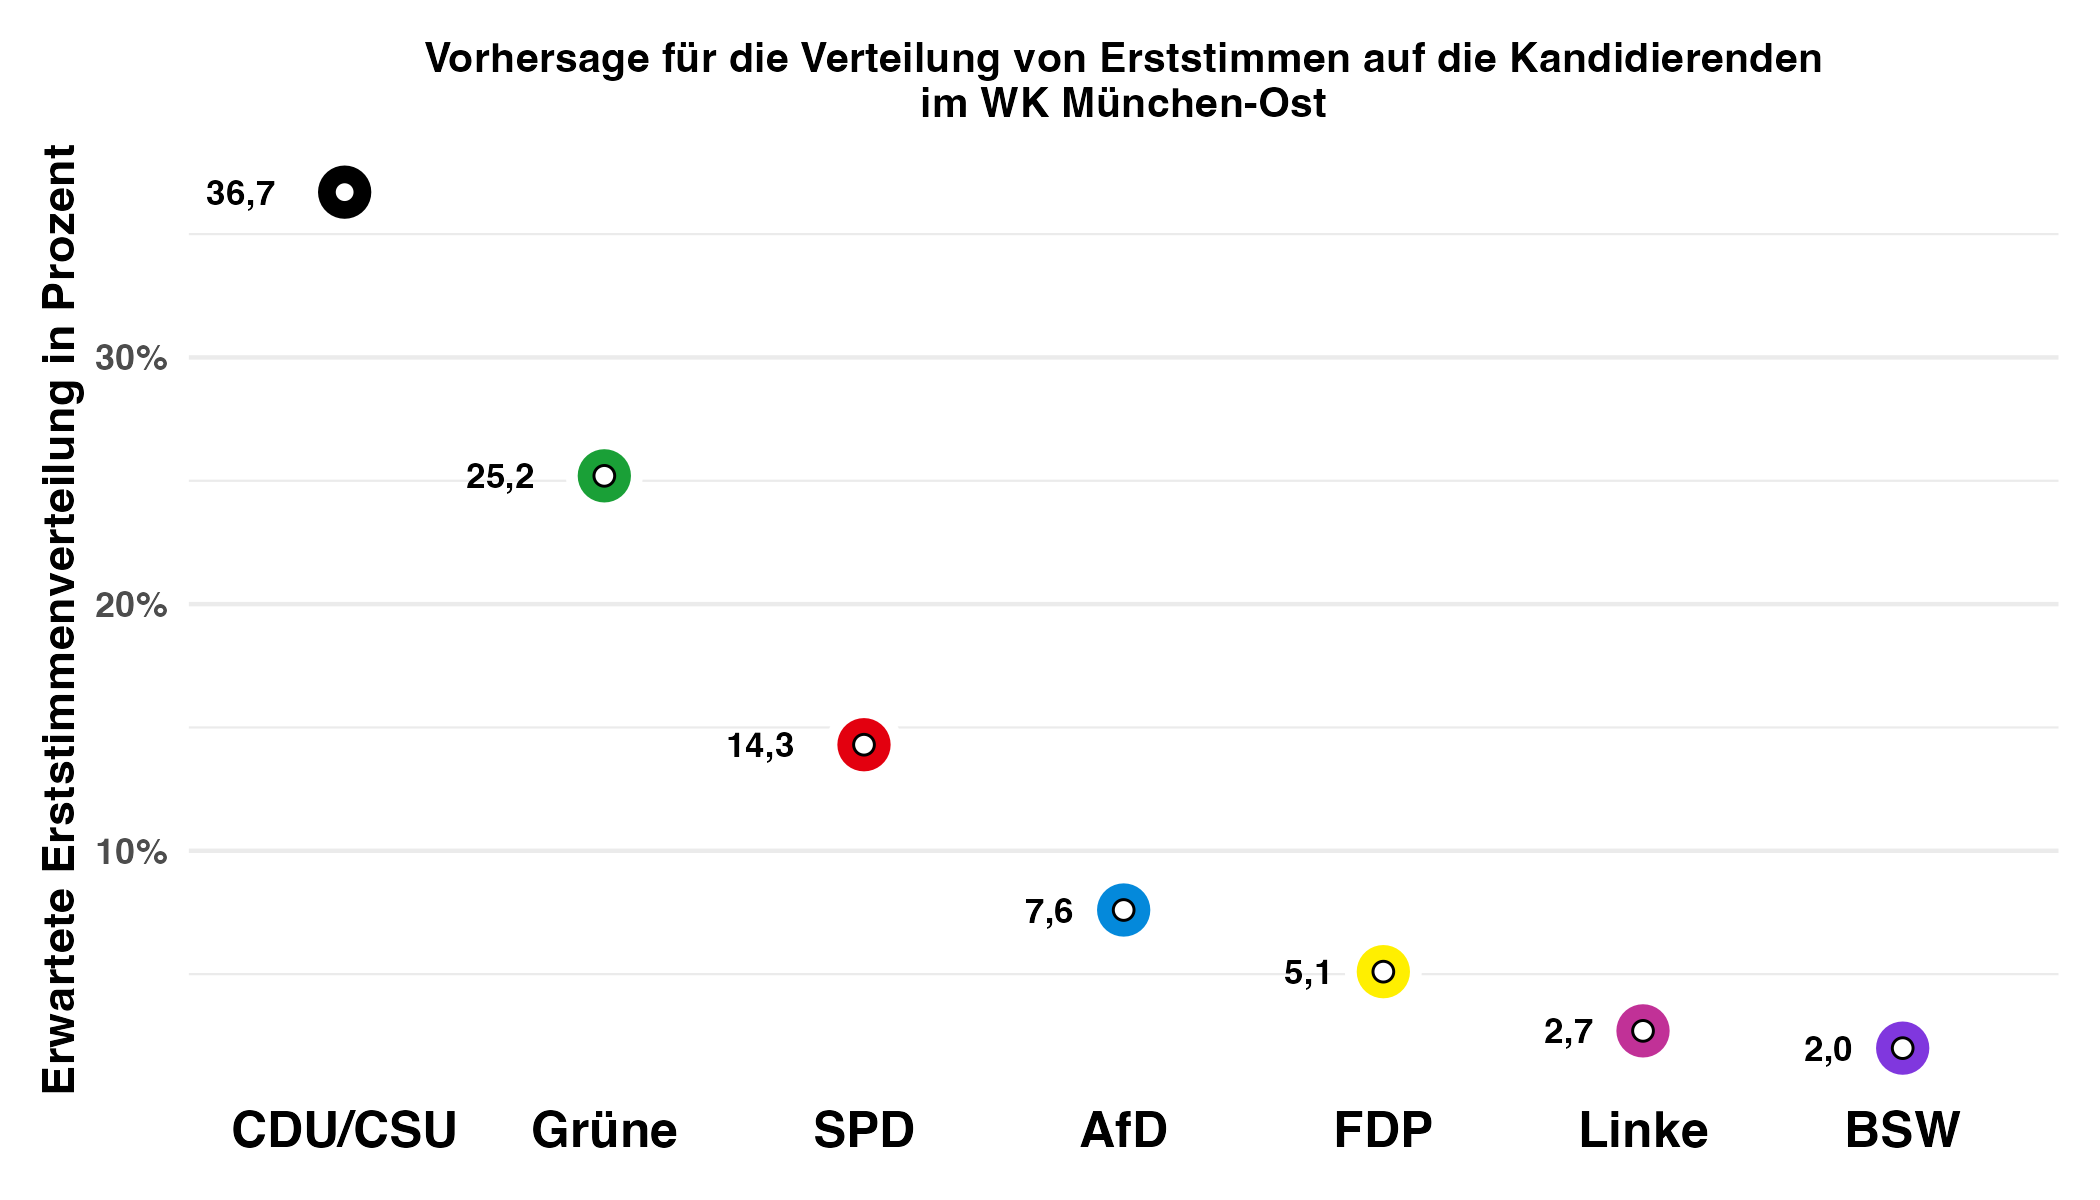 Vorhersage für die Verteilung von Erststimmen auf die Kandidierenden
im WK München-Ost
Erwartete Erststimmenverteilung in Prozent
30%
20%
10%
36,7
25,2
14,3
7,6
5,1
2,7
2,0
CDU/CSU
Grüne
SPD
AfD
FDP
Linke
BSW